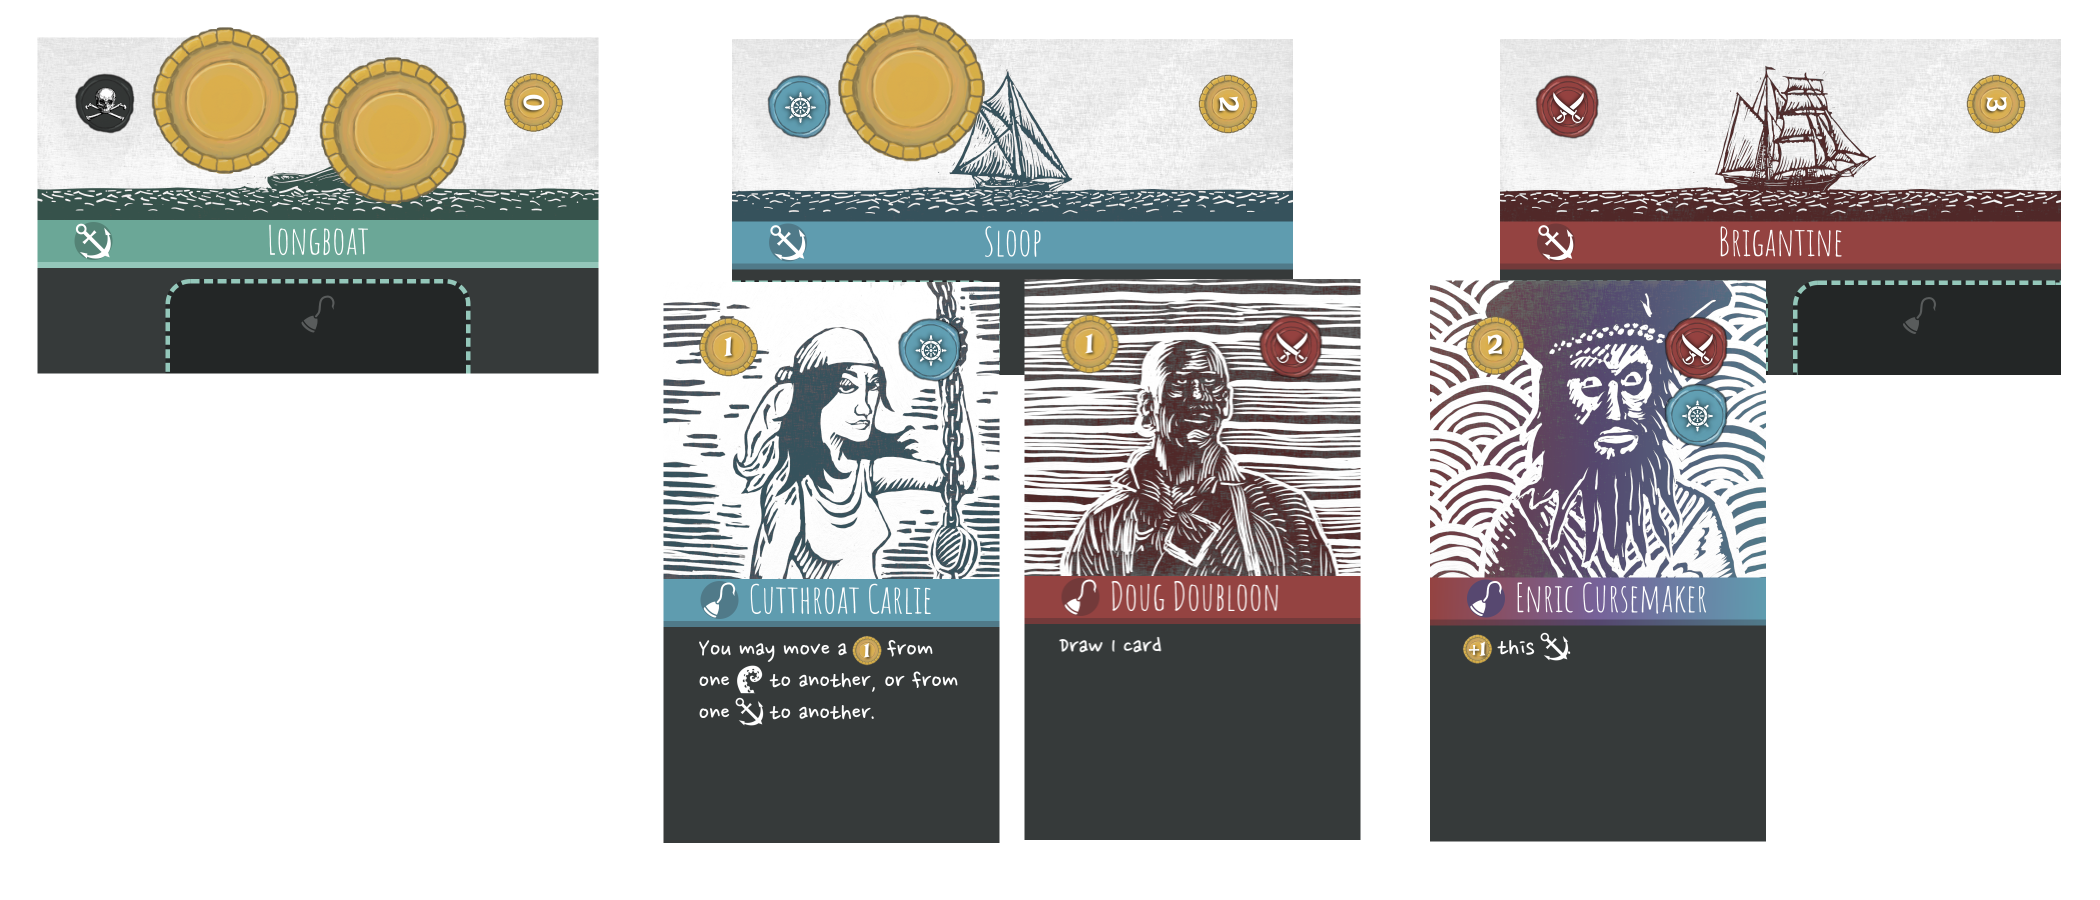 0
Longboat
2
Sloop
3
Brigantine
1
Cutthroat Carlie
You may move a 1 from
one to another, or from
one to another.
1
Doug Doubloon
Draw 1 card
2
Enric Cursemaker
+1 this .